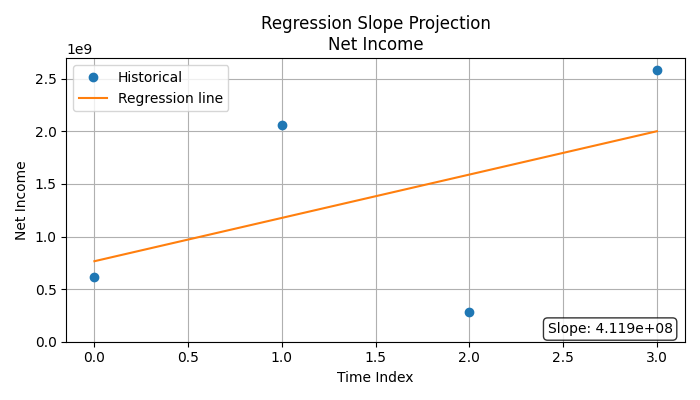 Regression Slope Projection
Net Income
1e9
Historical
Regression line
2.5
2.0
1.5
1.0
0.5
0.0
Net Income
Slope: 4.119e+08
0.0 0.5 1.0 1.5 2.0 2.5 3.0
Time Index